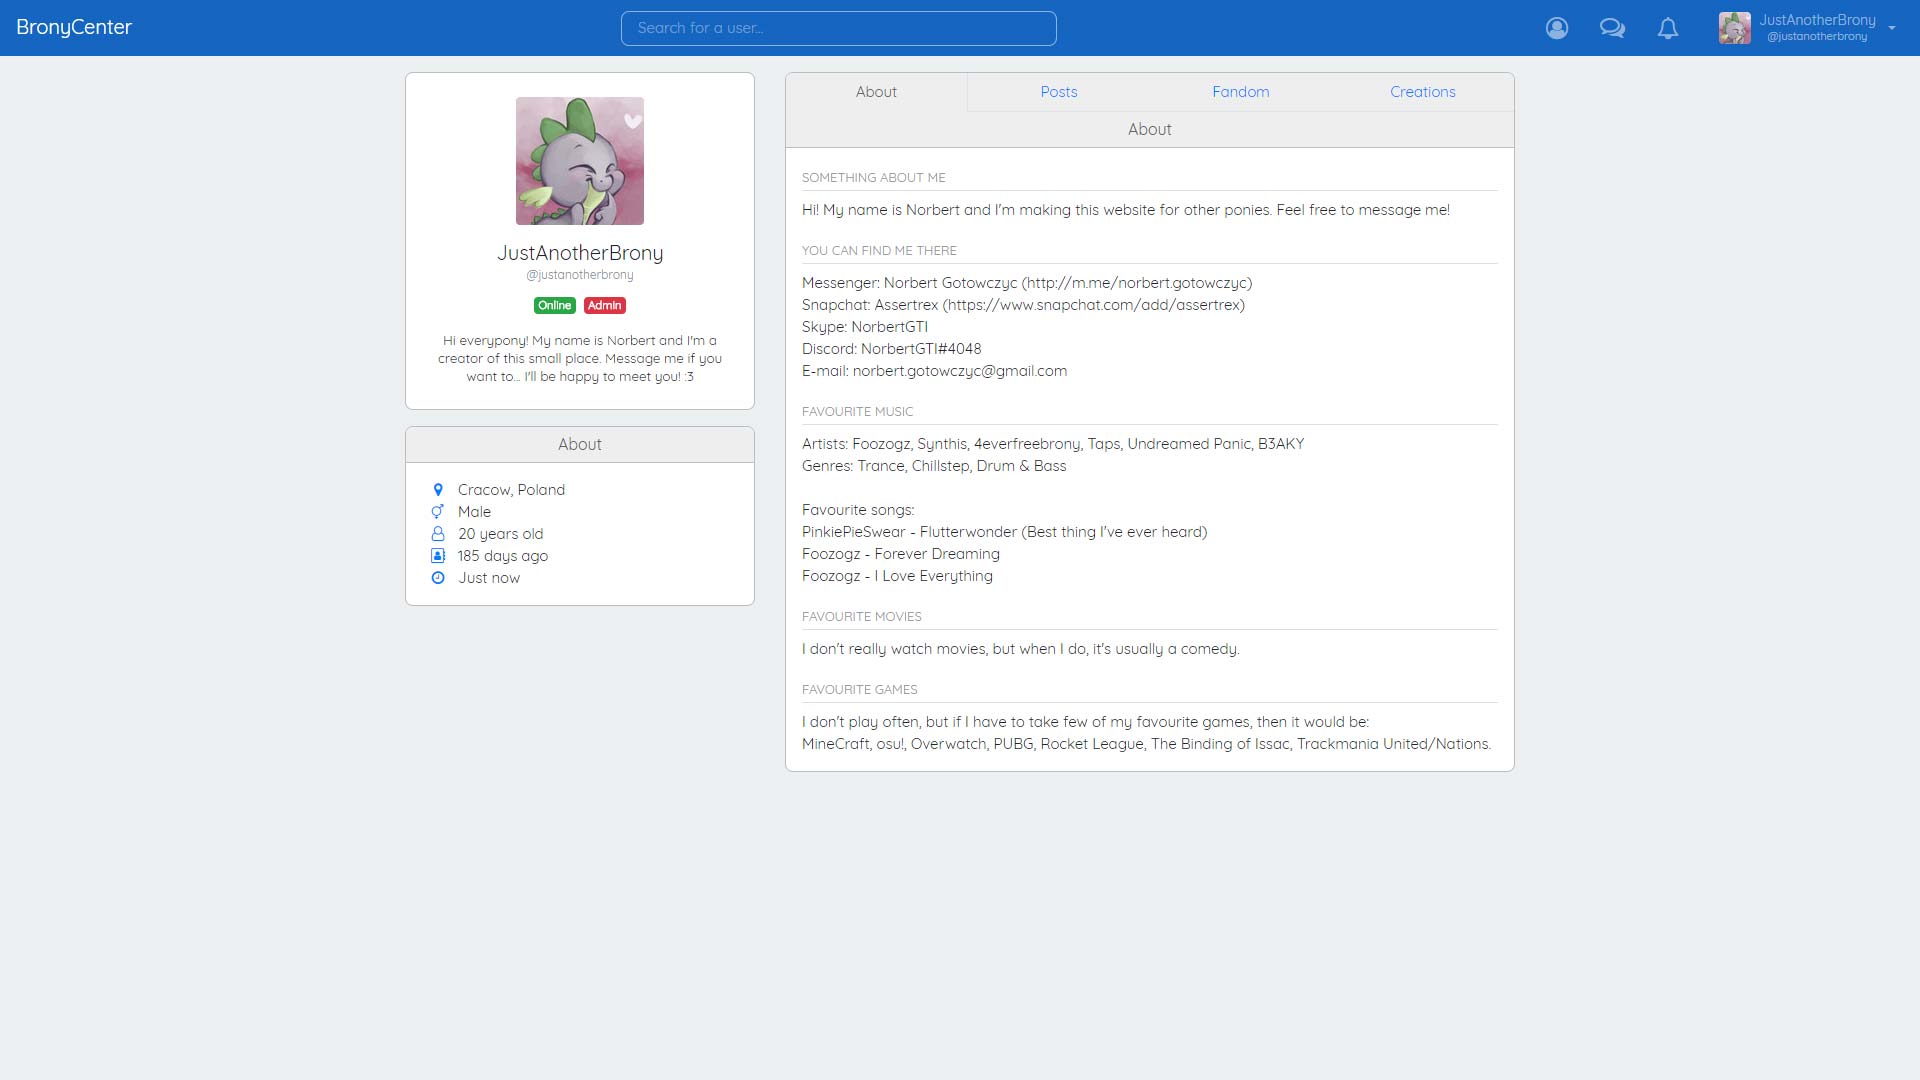 BronyCenter
Search for a user...
JustAnotherBrony
@justanotherbrony
JustAnotherBrony
@justanotherbrony
Online Admin
Hi everypony! My name is Norbert and I'm a
creator of this small place. Message me if you
want to... I'll be happy to meet you! :3
About
Cracow, Poland
Male
20 years old
185 days ago
Just now
About Posts Fandom Creations
About
SOMETHING ABOUT ME
Hi! My name is Norbert and I'm making this website for other ponies. Feel free to message me!
YOU CAN FIND ME THERE
Messenger: Norbert Gotowczyc (http://m.me/norbert.gotowczyc)
Snapchat: Assertrex (https://www.snapchat.com/add/assertrex)
Skype: NorbertGTI
Discord: NorbertGTI#4048
E-mail: norbert.gotowczyc@gmail.com
FAVOURITE MUSIC
Artists: Foozogz, Synthis, 4everfreebrony, Taps, Undreamed Panic, B3AKY
Genres: Trance, Chillstep, Drum & Bass
Favourite songs:
PinkiePieSwear - Flutterwonder (Best thing I've ever heard)
Foozogz - Forever Dreaming
Foozogz - I Love Everything
FAVOURITE MOVIES
I don't really watch movies, but when I do, it's usually a comedy.
FAVOURITE GAMES
I don't play often, but if I have to take few of my favourite games, then it would be:
MineCraft, osu!, Overwatch, PUBG, Rocket League, The Binding of Issac, Trackmania United/Nations.